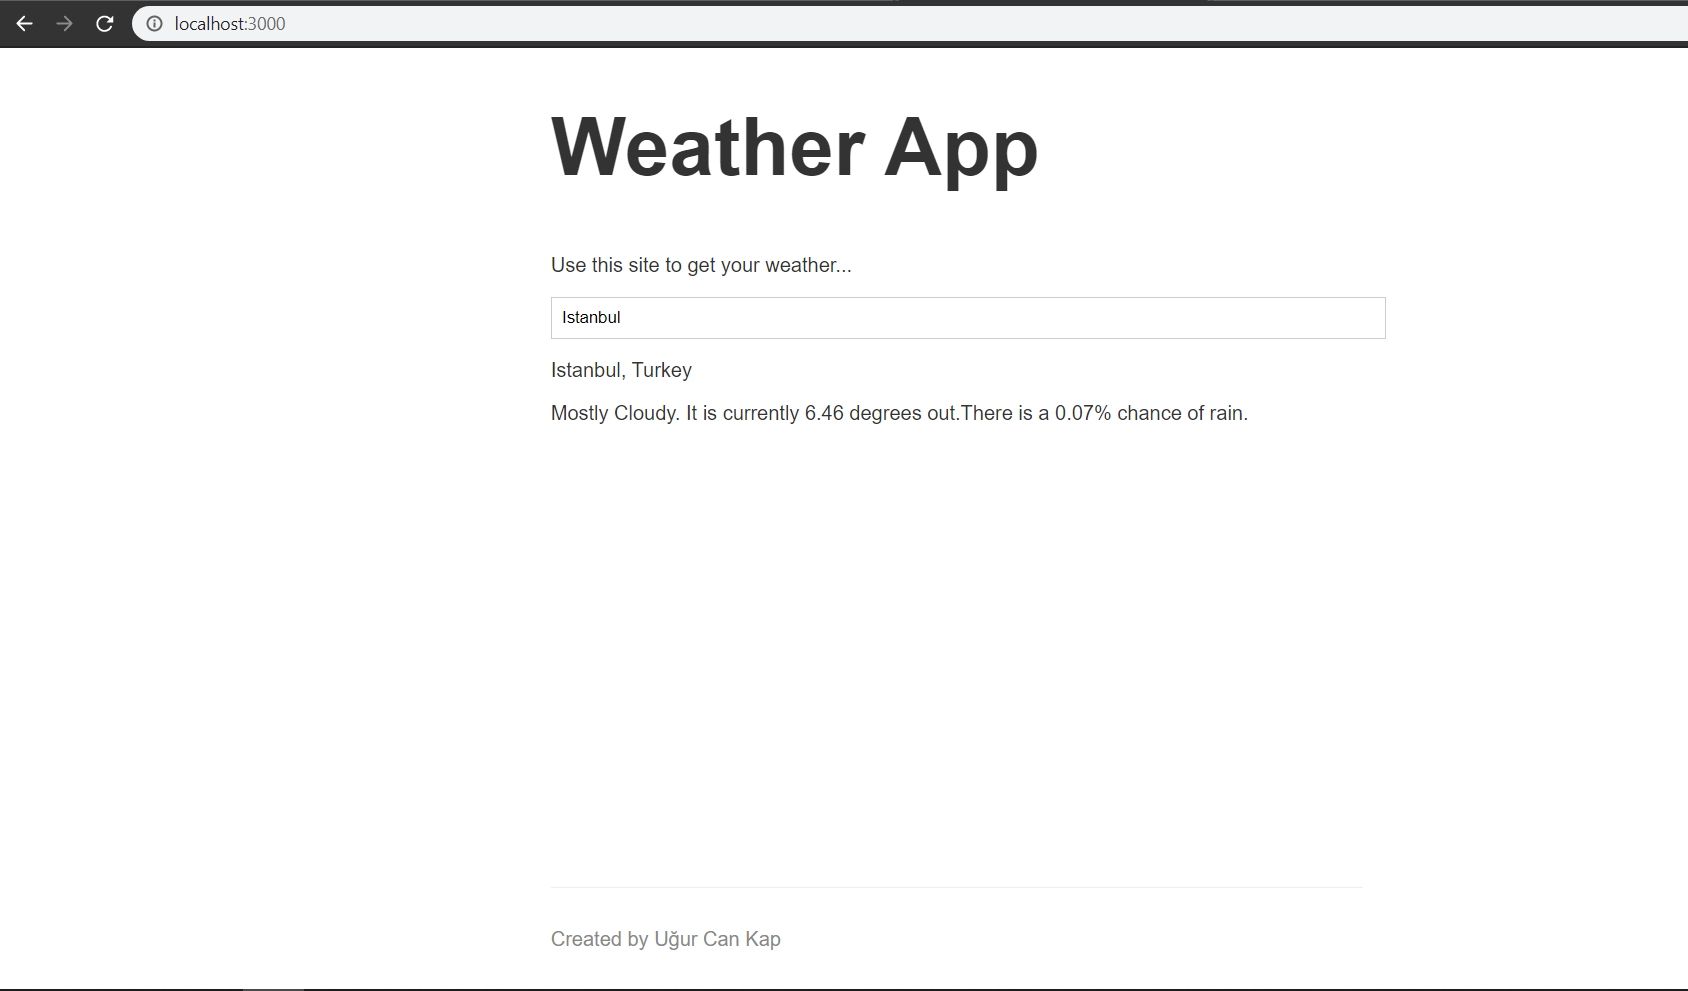 localhost:3000
Weather App
Use this site to get your weather...
Istanbul
Istanbul, Turkey
Mostly Cloudy. It is currently 6.46 degrees out.There is a 0.07% chance of rain.
Created by Uğur Can Kap